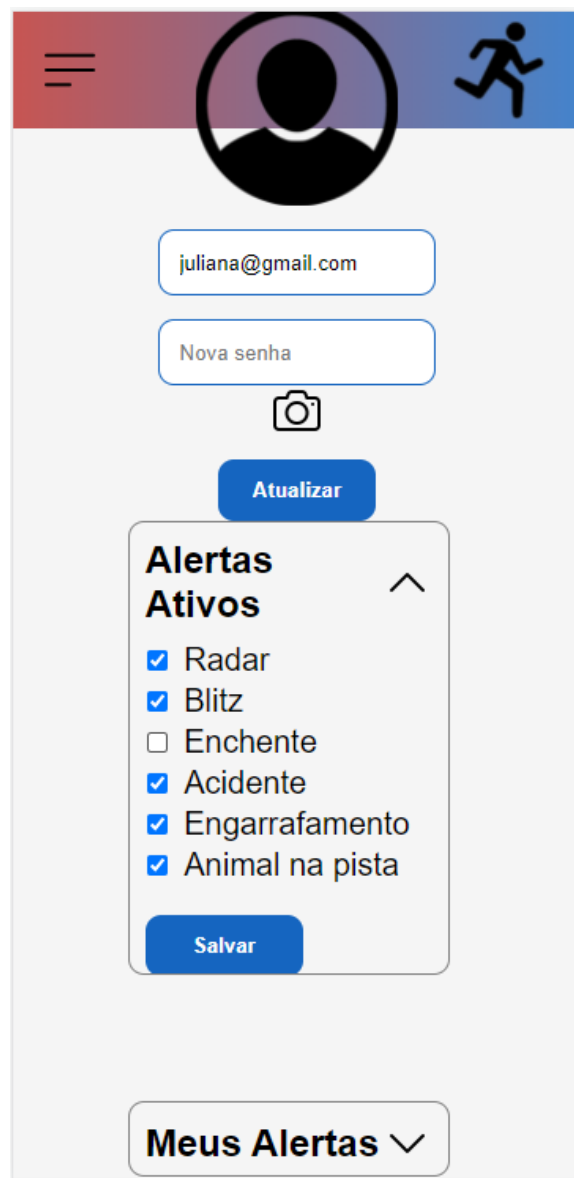 juliana@gmail.com
Nova senha
Atualizar
Alertas
Ativos
Radar
Blitz
Enchente
Acidente
Engarrafamento
Animal na pista
Salvar
Meus Alertas